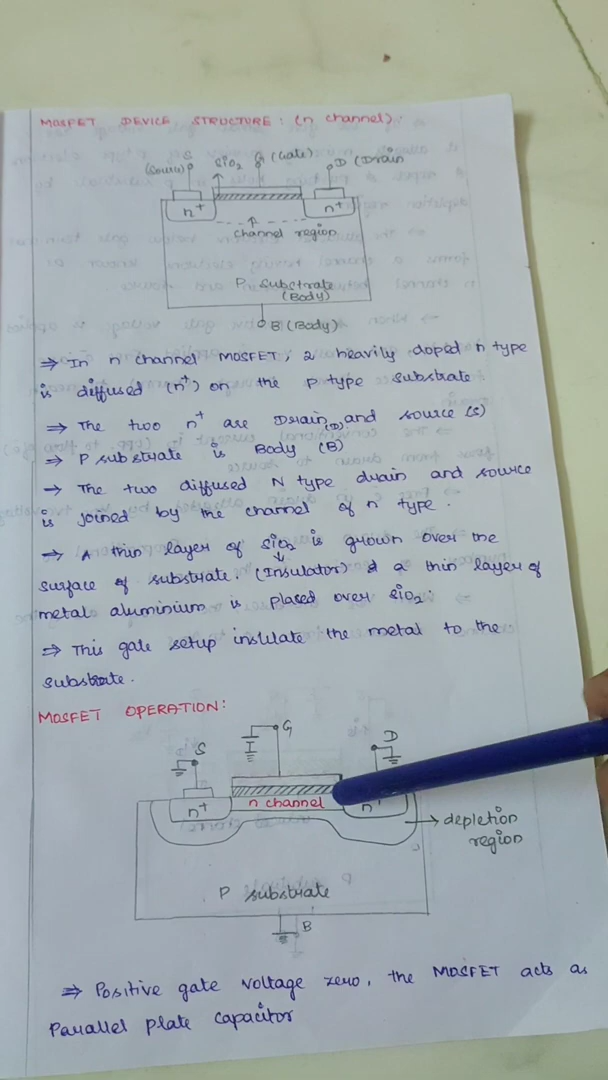 MOSFET DEVICE STRUCTURE: (n channel):
S
(Source)
SiO2
G (Gate)
D (Drain
n+
n+
channel region
P substrate
(Body)
B (Body)
⇒ In n channel MOSFET, 2 heavily doped n type
is diffused (n+) on the p type substrate
⇒ The two n+ are Drain (D) and source (S)
⇒ P substrate is Body (B)
→ The two diffused N type drain and source
is joined by the channel of n type.
⇒ A thin layer of SiO2 is grown over the
surface of substrate. (Insulator) & a thin layer of
metal aluminium is plased over SiO2.
⇒ This gate setup insulate the metal to the
substrate.
MOSFET OPERATION:
G
S
D
n+
n channel
n+
→ depletion
region
P substrate
B
⇒ Positive gate voltage zero, the MOSFET acts as
Parallel plate capacitor